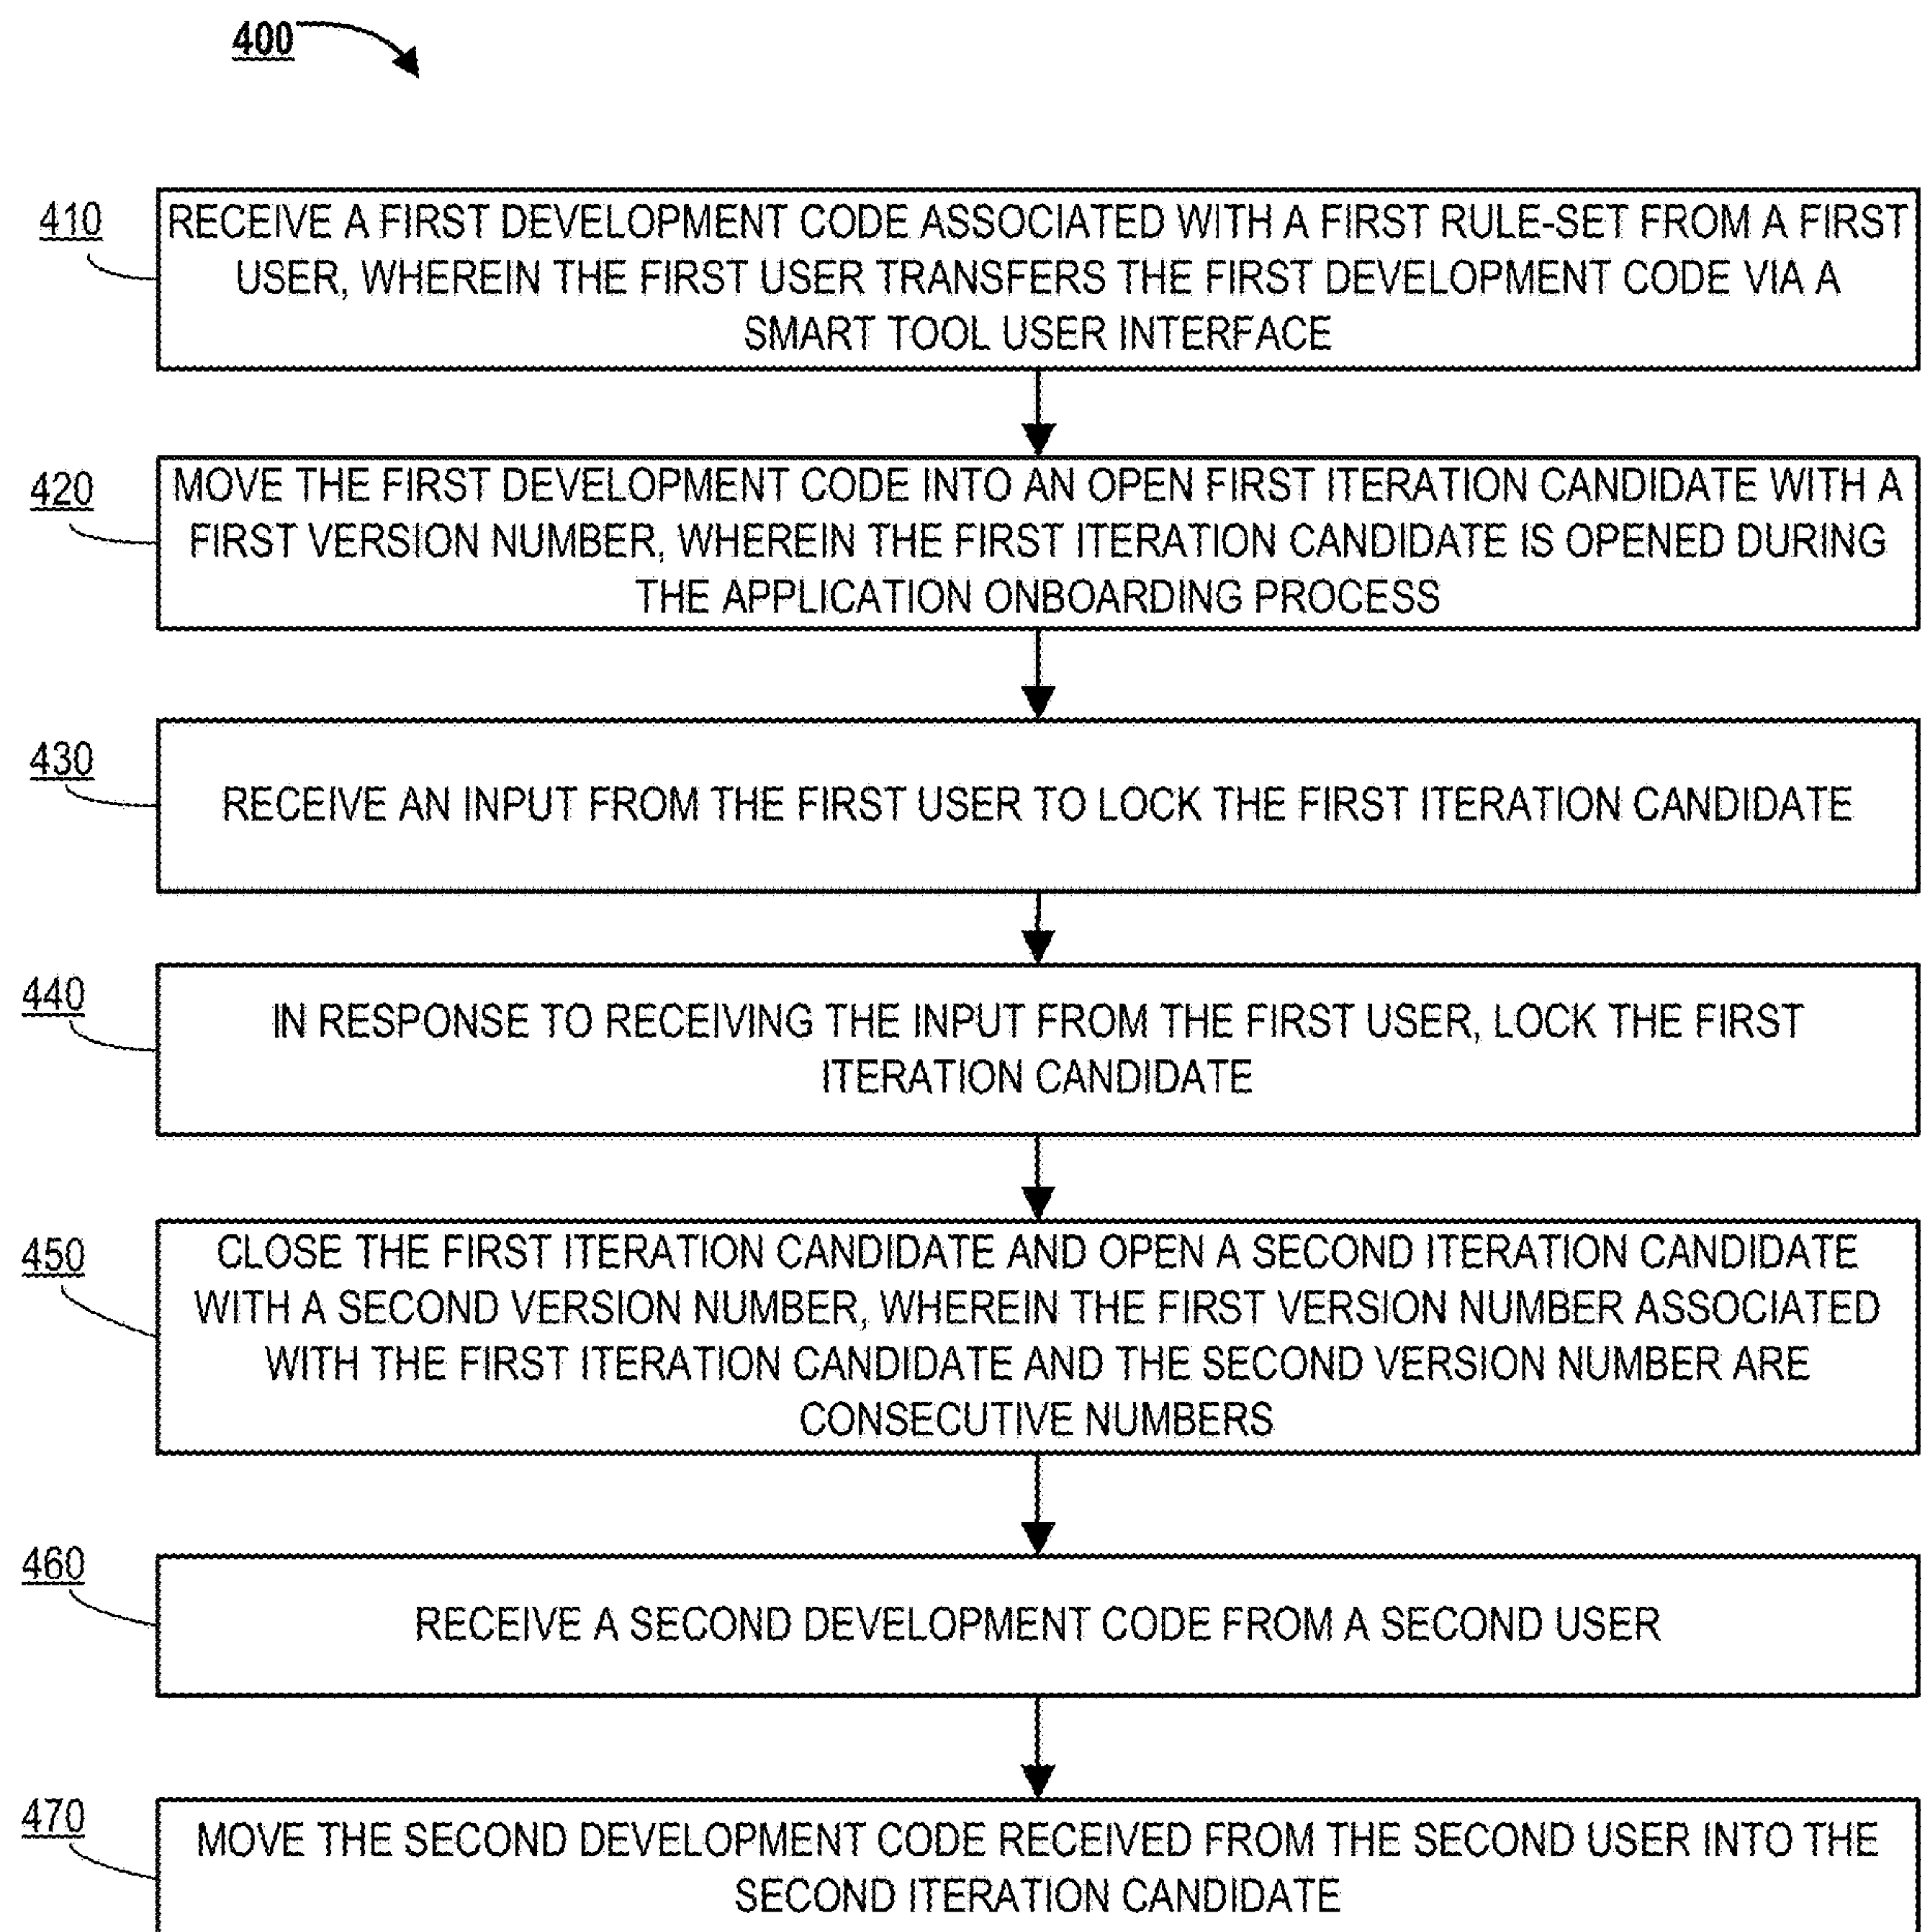 400
410
RECEIVE A FIRST DEVELOPMENT CODE ASSOCIATED WITH A FIRST RULE-SET FROM A FIRST
USER, WHEREIN THE FIRST USER TRANSFERS THE FIRST DEVELOPMENT CODE VIA A
SMART TOOL USER INTERFACE
420
MOVE THE FIRST DEVELOPMENT CODE INTO AN OPEN FIRST ITERATION CANDIDATE WITH A
FIRST VERSION NUMBER, WHEREIN THE FIRST ITERATION CANDIDATE IS OPENED DURING
THE APPLICATION ONBOARDING PROCESS
430
RECEIVE AN INPUT FROM THE FIRST USER TO LOCK THE FIRST ITERATION CANDIDATE
440
IN RESPONSE TO RECEIVING THE INPUT FROM THE FIRST USER, LOCK THE FIRST
ITERATION CANDIDATE
450
CLOSE THE FIRST ITERATION CANDIDATE AND OPEN A SECOND ITERATION CANDIDATE
WITH A SECOND VERSION NUMBER, WHEREIN THE FIRST VERSION NUMBER ASSOCIATED
WITH THE FIRST ITERATION CANDIDATE AND THE SECOND VERSION NUMBER ARE
CONSECUTIVE NUMBERS
460
RECEIVE A SECOND DEVELOPMENT CODE FROM A SECOND USER
470
MOVE THE SECOND DEVELOPMENT CODE RECEIVED FROM THE SECOND USER INTO THE
SECOND ITERATION CANDIDATE